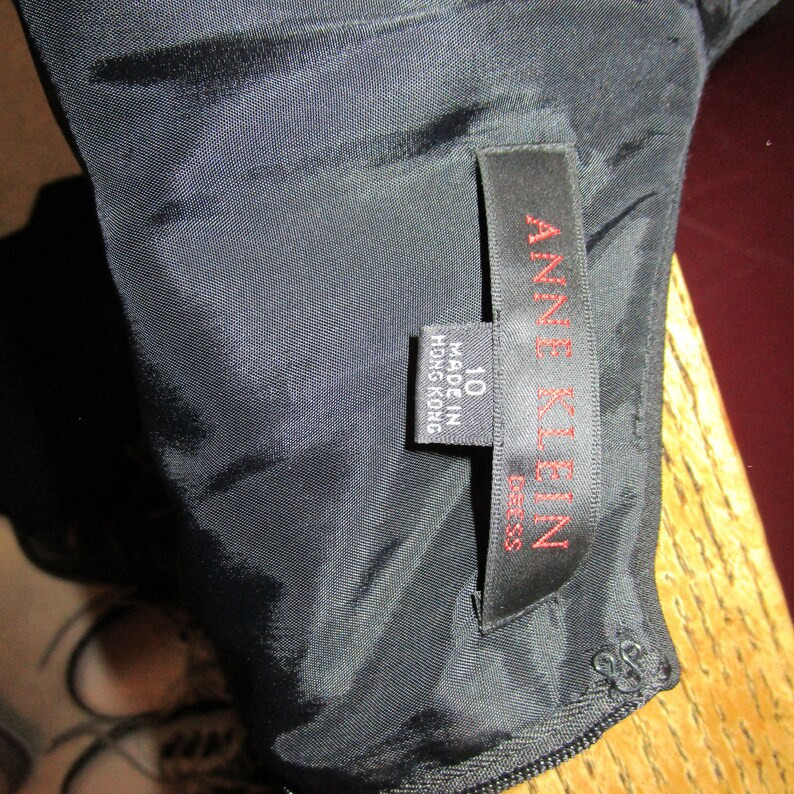 ANNE KLEIN
DRESS
10
MADE IN
HONG KONG